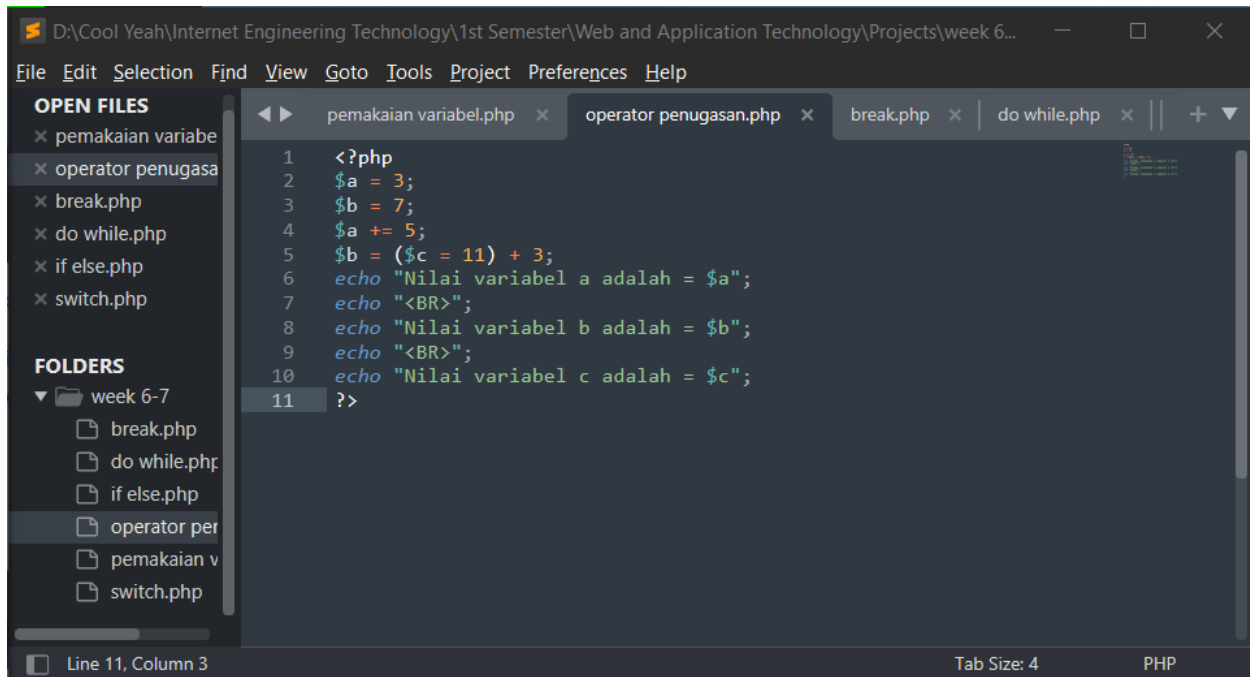 D:\Cool Yeah\Internet Engineering Technology\1st Semester\Web and Application Technology\Projects\week 6...
File Edit Selection Find View Goto Tools Project Preferences Help
OPEN FILES
pemakaian variabe
operator penugasa
break.php
do while.php
if else.php
switch.php
FOLDERS
week 6-7
break.php
do while.php
if else.php
operator per
pemakaian v
switch.php
pemakaian variabel.php operator penugasan.php break.php do while.php
1 <?php
2 $a = 3;
3 $b = 7;
4 $a += 5;
5 $b = ($c = 11) + 3;
6 echo "Nilai variabel a adalah = $a";
7 echo "<BR>";
8 echo "Nilai variabel b adalah = $b";
9 echo "<BR>";
10 echo "Nilai variabel c adalah = $c";
11 ?>
Line 11, Column 3 Tab Size: 4 PHP